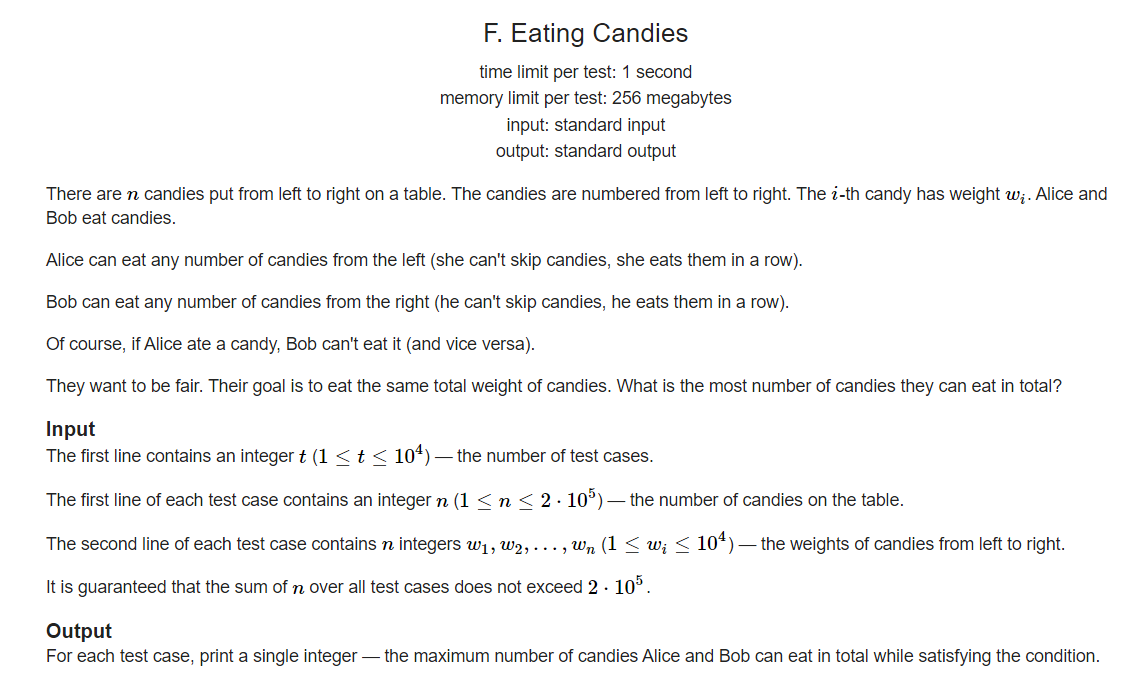 F. Eating Candies
time limit per test: 1 second
memory limit per test: 256 megabytes
input: standard input
output: standard output
There are n candies put from left to right on a table. The candies are numbered from left to right. The i-th candy has weight w_i. Alice and
Bob eat candies.
Alice can eat any number of candies from the left (she can't skip candies, she eats them in a row).
Bob can eat any number of candies from the right (he can't skip candies, he eats them in a row).
Of course, if Alice ate a candy, Bob can't eat it (and vice versa).
They want to be fair. Their goal is to eat the same total weight of candies. What is the most number of candies they can eat in total?
Input
The first line contains an integer t (1 ≤ t ≤ 10^4) — the number of test cases.
The first line of each test case contains an integer n (1 ≤ n ≤ 2 · 10^5) — the number of candies on the table.
The second line of each test case contains n integers w_1, w_2, . . . , w_n (1 ≤ w_i ≤ 10^4) — the weights of candies from left to right.
It is guaranteed that the sum of n over all test cases does not exceed 2 · 10^5.
Output
For each test case, print a single integer — the maximum number of candies Alice and Bob can eat in total while satisfying the condition.